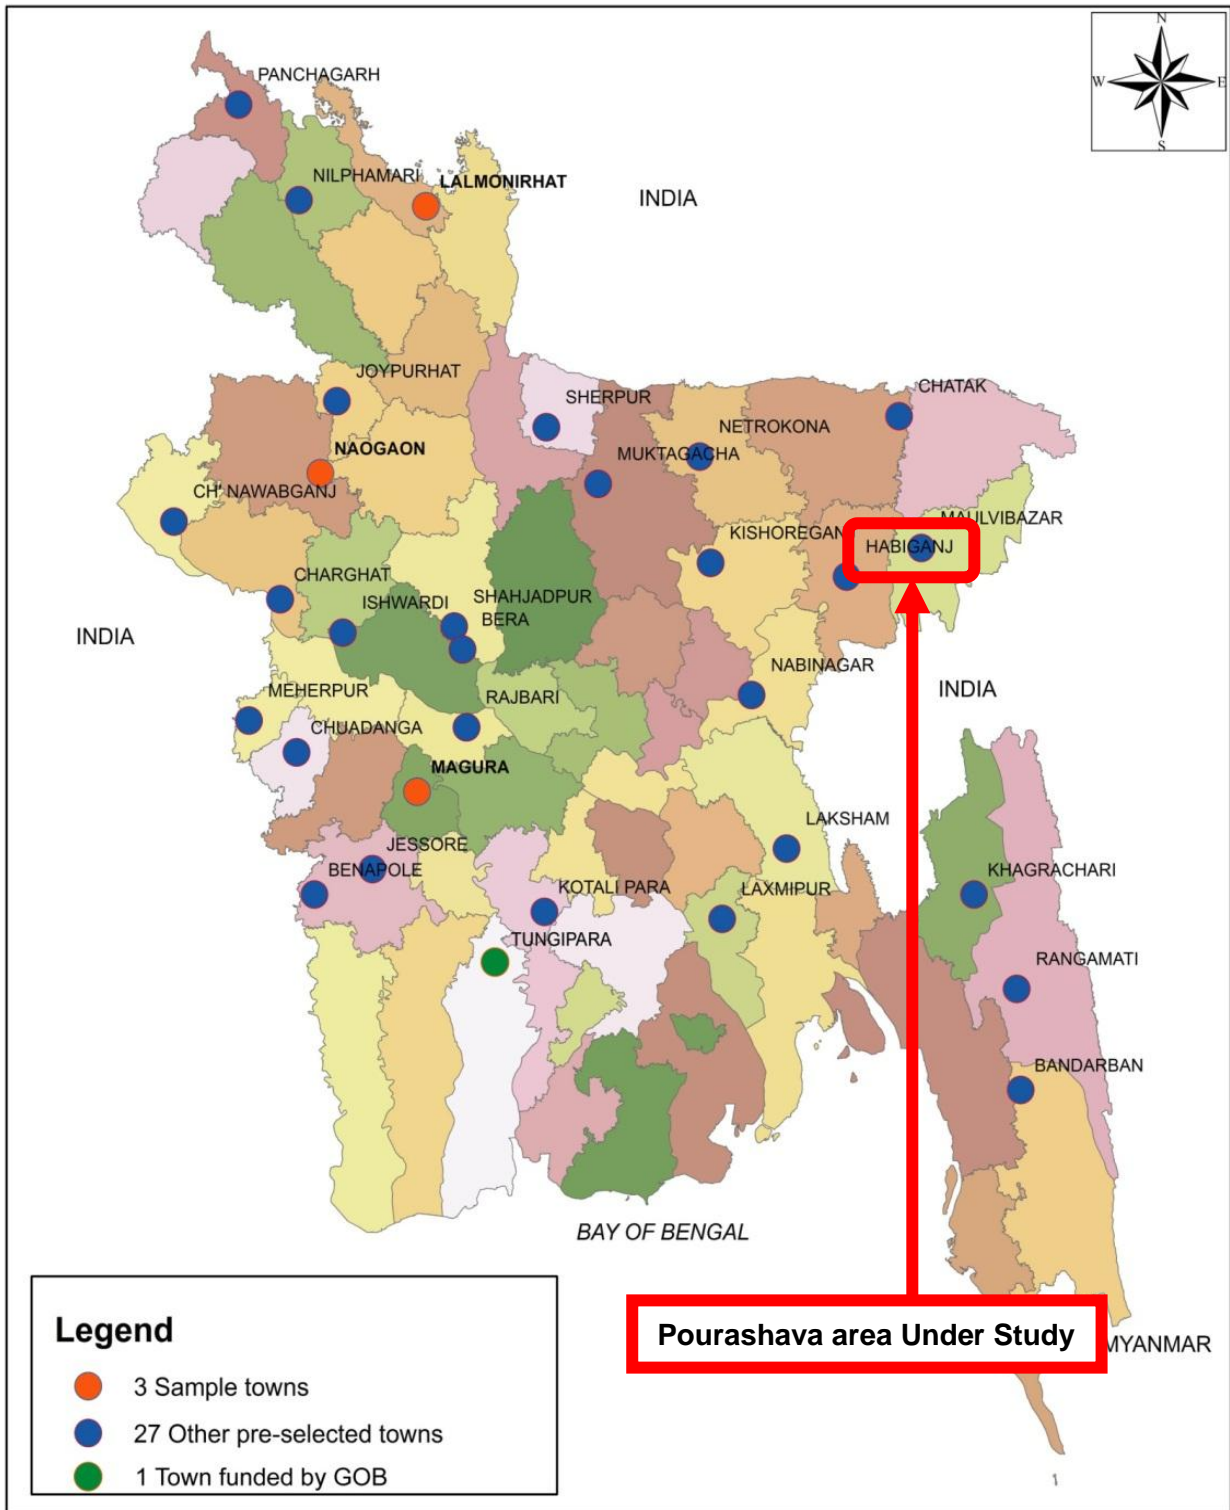 N
W
E
S
PANCHAGARH
NILPHAMARI
LALMONIRHAT
INDIA
JOYPURHAT
SHERPUR
CHATAK
NETROKONA
NAOGAON
MUKTAGACHA
CH' NAWABGANJ
MAULVIBAZAR
KISHOREGAN
HABIGANJ
CHARGHAT
SHAHJADPUR
ISHWARDI
BERA
INDIA
NABINAGAR
MEHERPUR
RAJBARI
INDIA
CHUADANGA
MAGURA
LAKSHAM
JESSORE
BENAPOLE
KOTALI PARA
LAXMIPUR
KHAGRACHARI
TUNGIPARA
RANGAMATI
BANDARBAN
BAY OF BENGAL
Pourashava area Under Study
MYANMAR
Legend
3 Sample towns
27 Other pre-selected towns
1 Town funded by GOB
1